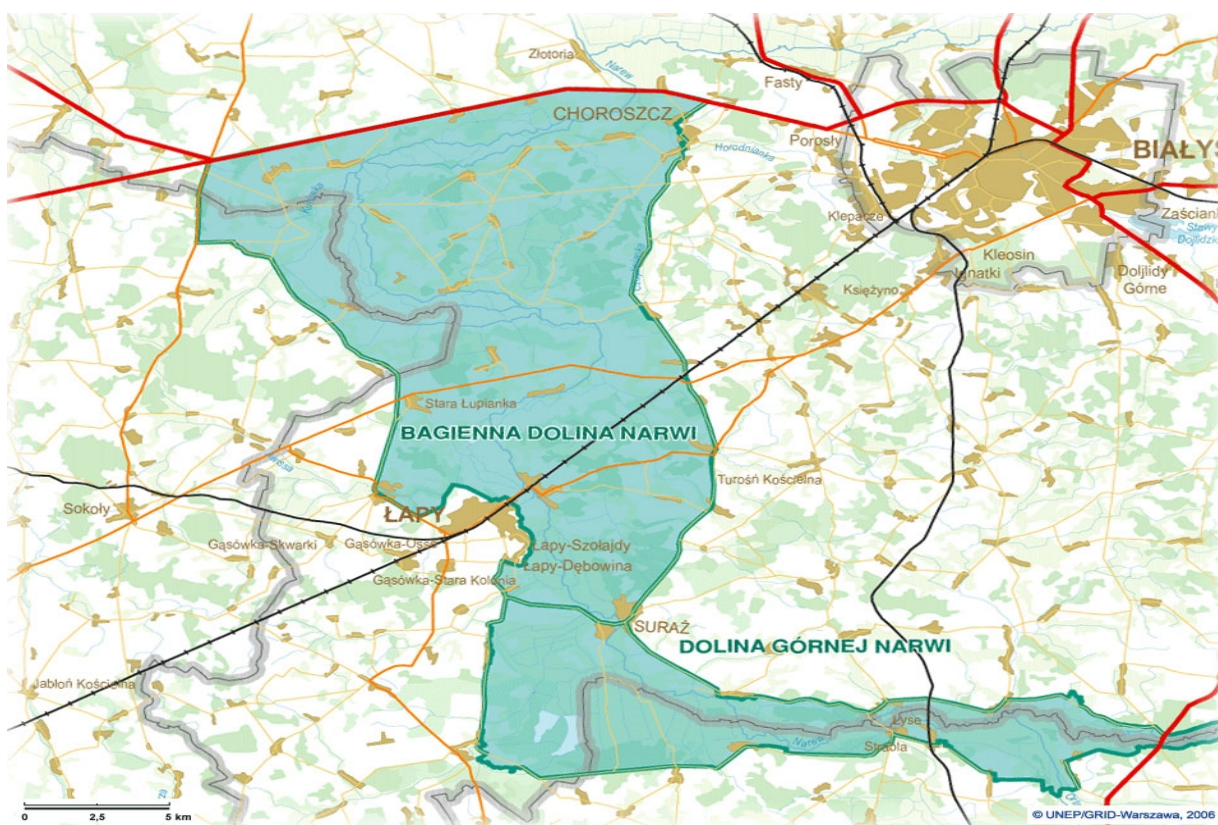 Złotoria
Narew
Fasty
CHOROSZCZ
Porosły
Horodnianka
BIAŁYS
Zaścianki
Klepacze
Stawy
Dojlidzkie
Kleosin
Ignatki
Dojlidy
Górne
Księżyno
Stara Łupianka
BAGIENNA DOLINA NARWI
Turośń Kościelna
Sokoły
ŁAPY
Gąsówka-Skwarki
Gąsówka-Osse
Łapy-Szołajdy
Łapy-Dębowina
Gąsówka-Stara Kolonia
SURAŻ
DOLINA GÓRNEJ NARWI
Jabłoń Kościelna
Łyse
Strabla
Narew
0 2,5 5 km
© UNEP/GRID-Warszawa, 2006